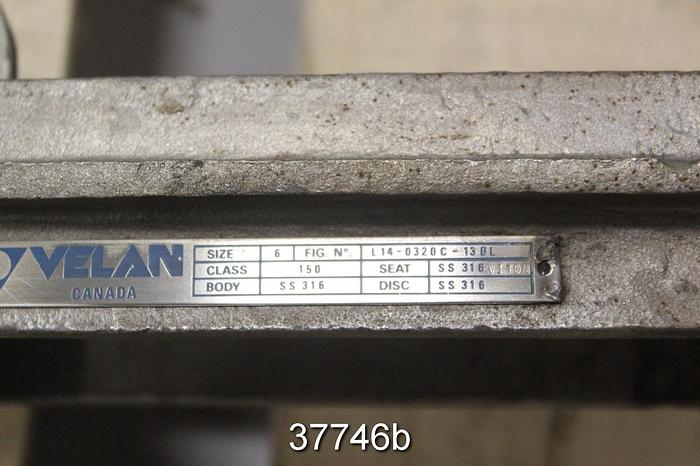 VELAN
CANADA
SIZE 6 FIG. Nº. L14-0320C-13BL
CLASS 150 SEAT SS 316 VITON
BODY SS 316 DISC SS 316
37746b